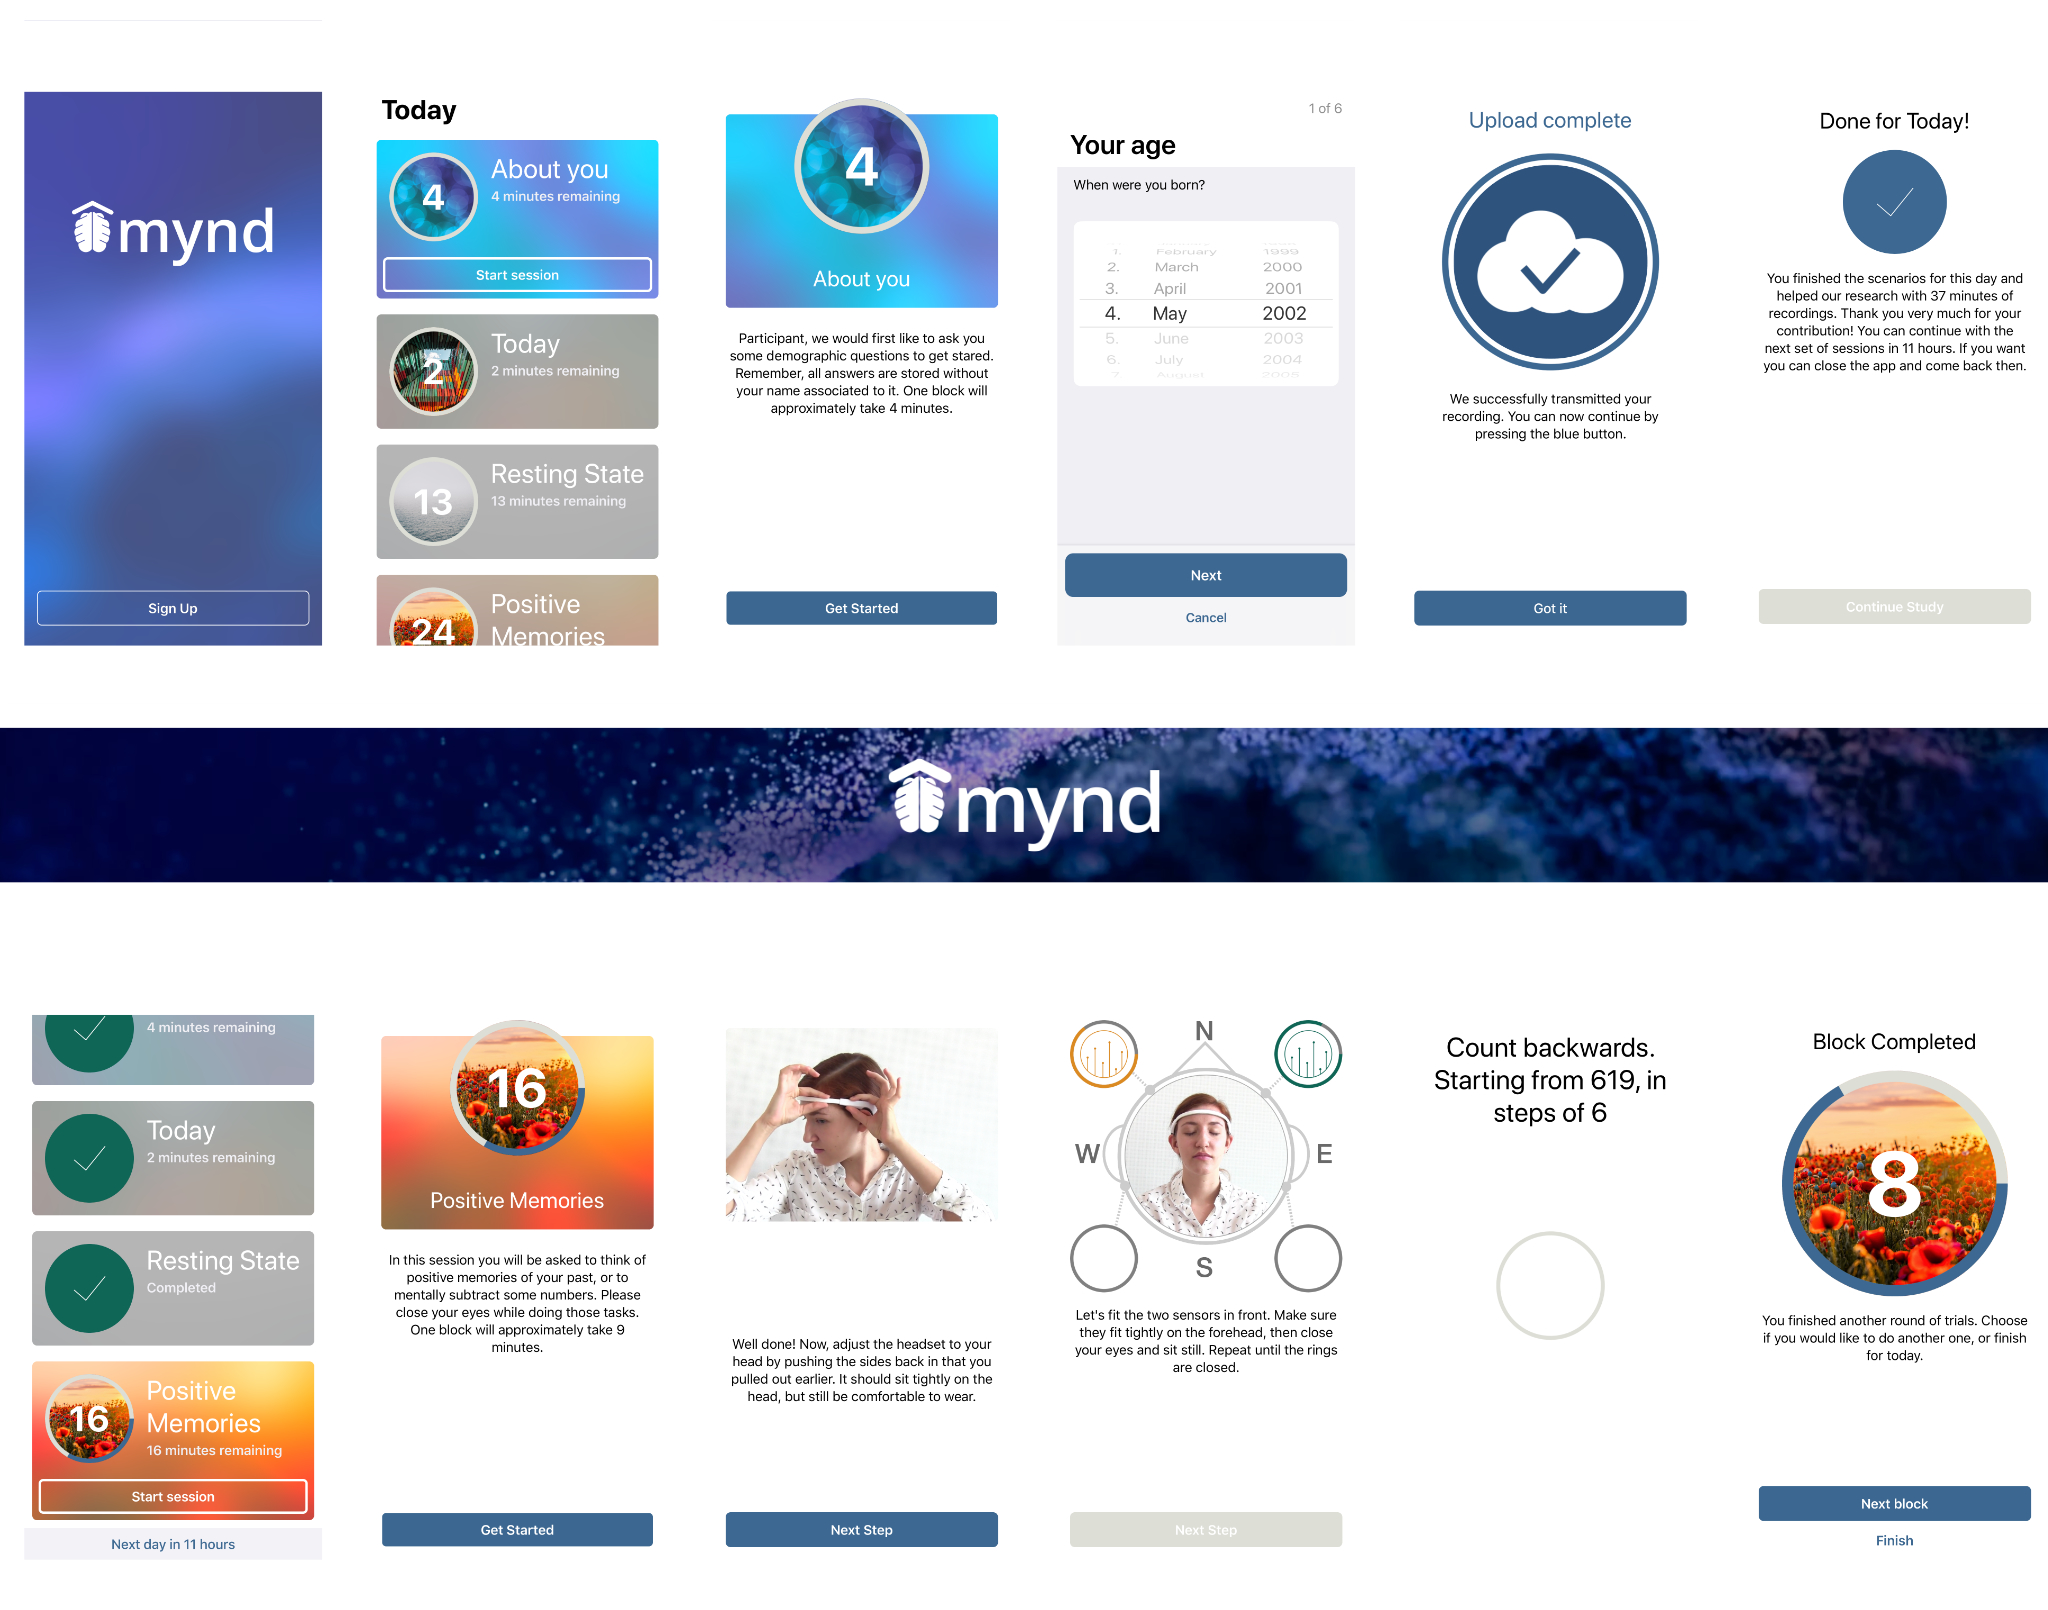 mynd
Sign Up
Today
4
About you
4 minutes remaining
Start session
2
Today
2 minutes remaining
13
Resting State
13 minutes remaining
24
Positive
Memories
4
About you
Participant, we would first like to ask you
some demographic questions to get stared.
Remember, all answers are stored without
your name associated to it. One block will
approximately take 4 minutes.
Get Started
1 of 6
Your age
When were you born?
1. February 1999
2. March 2000
3. April 2001
4. May 2002
5. June 2003
6. July 2004
7. August 2005
Next
Cancel
Upload complete
We successfully transmitted your
recording. You can now continue by
pressing the blue button.
Got it
Done for Today!
You finished the scenarios for this day and
helped our research with 37 minutes of
recordings. Thank you very much for your
contribution! You can continue with the
next set of sessions in 11 hours. If you want
you can close the app and come back then.
Continue Study
mynd
4 minutes remaining
Today
2 minutes remaining
Resting State
Completed
16
Positive
Memories
16 minutes remaining
Start session
Next day in 11 hours
16
Positive Memories
In this session you will be asked to think of
positive memories of your past, or to
mentally subtract some numbers. Please
close your eyes while doing those tasks.
One block will approximately take 9
minutes.
Get Started
Well done! Now, adjust the headset to your
head by pushing the sides back in that you
pulled out earlier. It should sit tightly on the
head, but still be comfortable to wear.
Next Step
N
W
E
S
Let's fit the two sensors in front. Make sure
they fit tightly on the forehead, then close
your eyes and sit still. Repeat until the rings
are closed.
Next Step
Count backwards.
Starting from 619, in
steps of 6
Block Completed
8
You finished another round of trials. Choose
if you would like to do another one, or finish
for today.
Next block
Finish